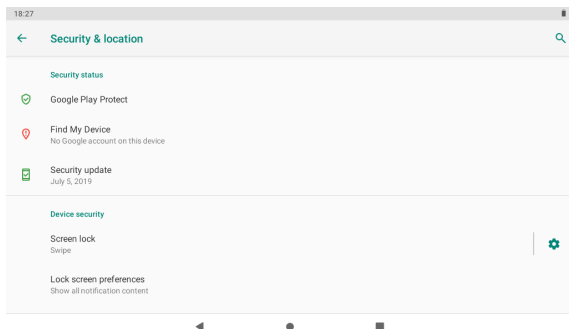 18:27
Security & location
Security status
Google Play Protect
Find My Device
No Google account on this device
Security update
July 5, 2019
Device security
Screen lock
Swipe
Lock screen preferences
Show all notification content